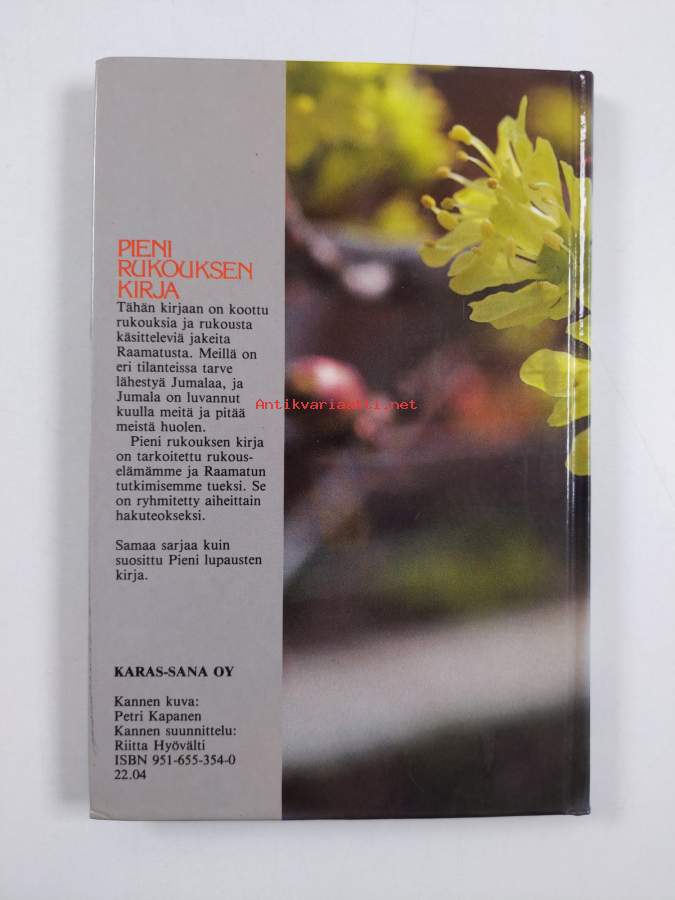 PIENI
RUKOUKSEN
KIRJA
Tähän kirjaan on koottu
rukouksia ja rukousta
käsitteleviä jakeita
Raamatusta. Meillä on
eri tilanteissa tarve
lähestyä Jumalaa, ja
Jumala on luvannut
kuulla meitä ja pitää
meistä huolen.
Pieni rukouksen kirja
on tarkoitettu rukous-
elämämme ja Raamatun
tutkimisemme tueksi. Se
on ryhmitetty aiheittain
hakuteokseksi.
Samaa sarjaa kuin
suosittu Pieni lupausten
kirja.
KARAS-SANA OY
Kannen kuva:
Petri Kapanen
Kannen suunnittelu:
Riitta Hyövälti
ISBN 951-655-354-0
22.04
Antikvariaatti.net